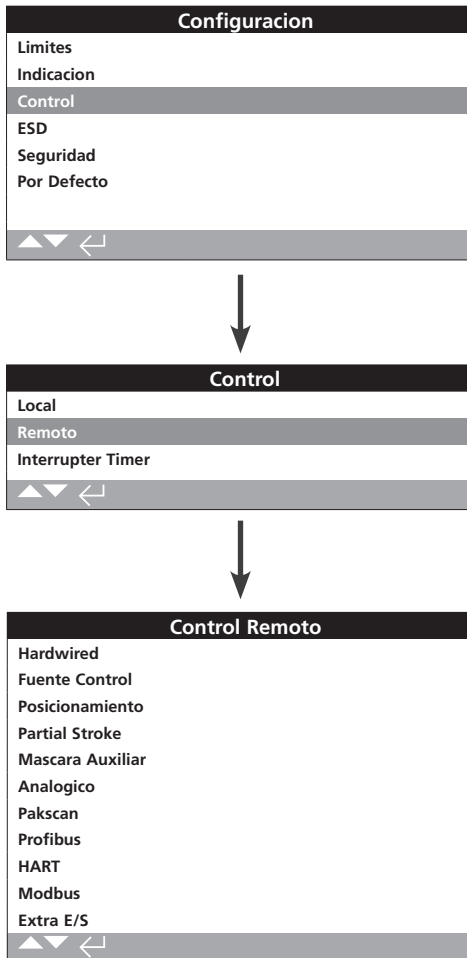 Configuracion
Limites
Indicacion
Control
ESD
Seguridad
Por Defecto
Control
Local
Remoto
Interrupter Timer
Control Remoto
Hardwired
Fuente Control
Posicionamiento
Partial Stroke
Mascara Auxiliar
Analogico
Pakscan
Profibus
HART
Modbus
Extra E/S